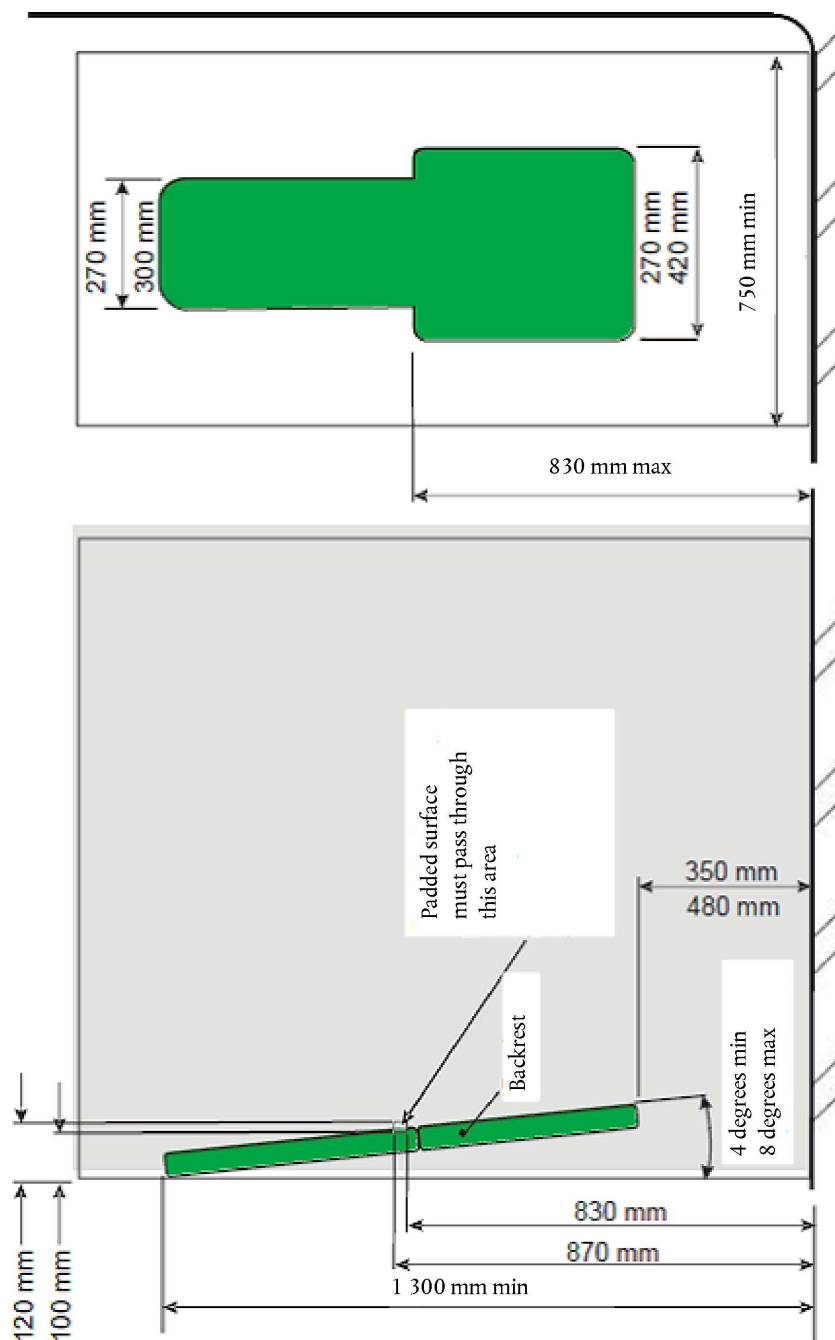 270 mm
300 mm
270 mm
420 mm
750 mm min
830 mm max
Padded surface
must pass through
this area
350 mm
480 mm
Backrest
4 degrees min
8 degrees max
830 mm
870 mm
1 300 mm min
120 mm
100 mm